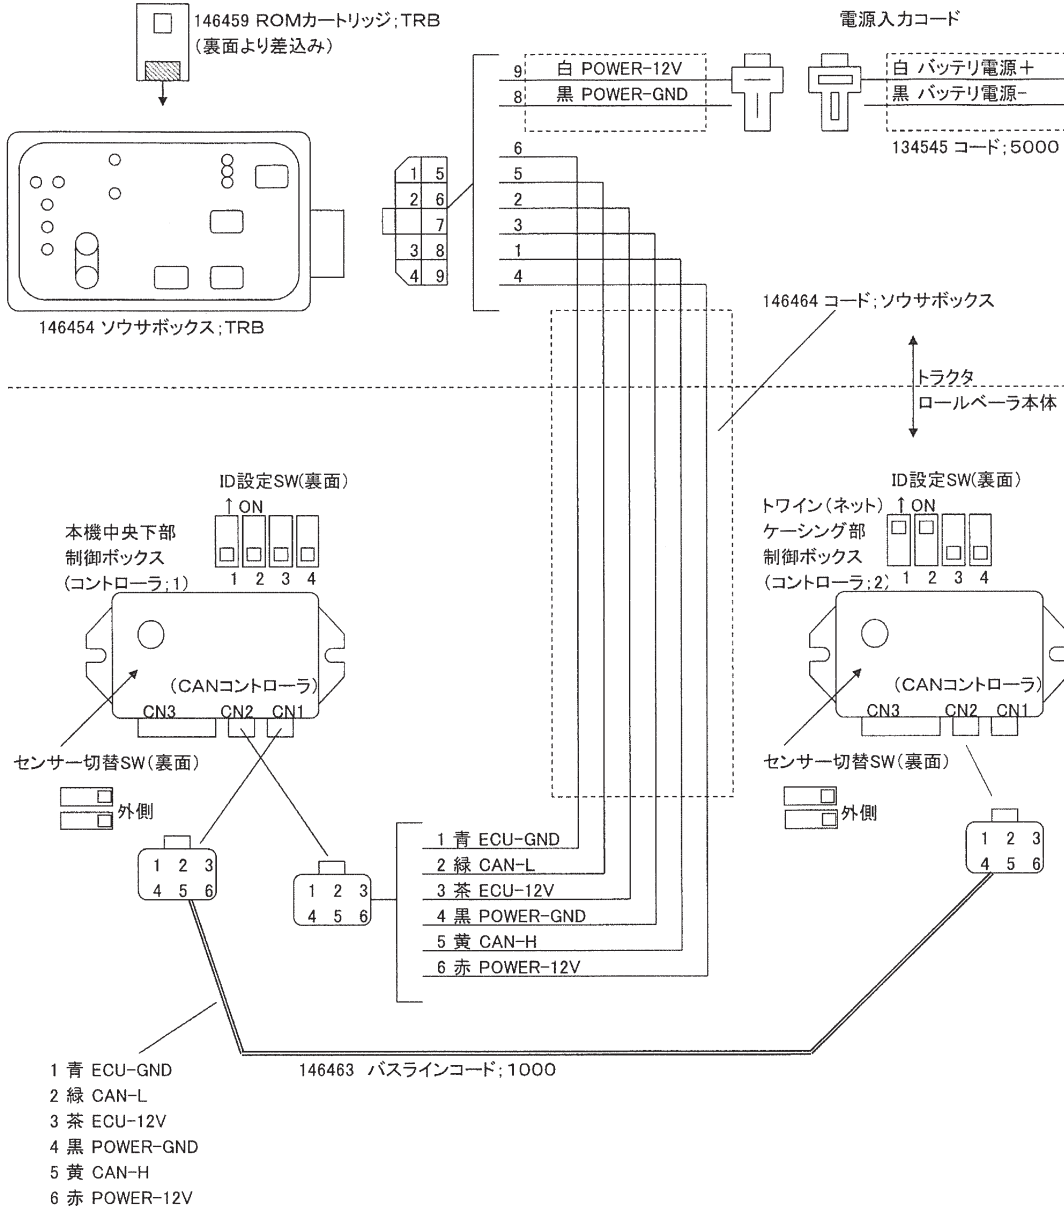 146459 ROMカートリッジ;TRB
(裏面より差込み)
電源入力コード
9 白 POWER-12V
8 黒 POWER-GND
白 バッテリ電源+
黒 バッテリ電源-
134545 コード;5000
6
5
2
3
1
4
1 5
2 6
7
3 8
4 9
146454 ソウサボックス;TRB
146464 コード;ソウサボックス
トラクタ
ロールベーラ本体
ID設定SW(裏面)
↑ ON
本機中央下部
制御ボックス
(コントローラ;1)
1 2 3 4
(CANコントローラ)
CN3 CN2 CN1
センサー切替SW(裏面)
外側
ID設定SW(裏面)
トワイン(ネット)
↑ ON
ケーシング部
制御ボックス
(コントローラ;2)
1 2 3 4
(CANコントローラ)
CN3 CN2 CN1
センサー切替SW(裏面)
外側
1 2 3
4 5 6
1 2 3
4 5 6
1 2 3
4 5 6
1 青 ECU-GND
2 緑 CAN-L
3 茶 ECU-12V
4 黒 POWER-GND
5 黄 CAN-H
6 赤 POWER-12V
146463 バスラインコード;1000
1 青 ECU-GND
2 緑 CAN-L
3 茶 ECU-12V
4 黒 POWER-GND
5 黄 CAN-H
6 赤 POWER-12V